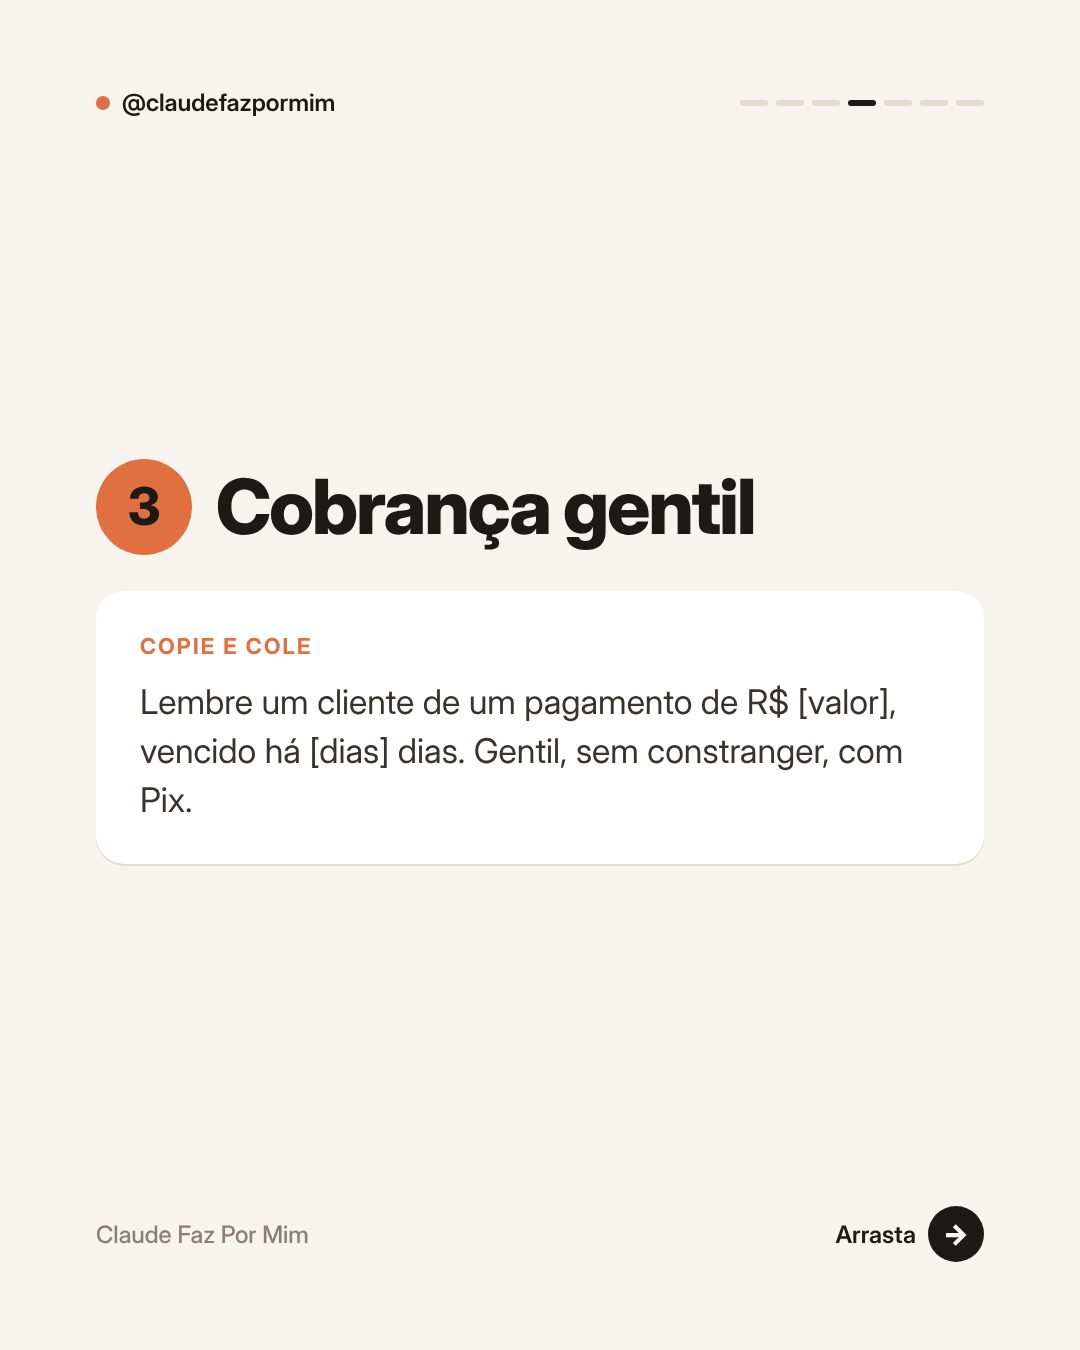 @claudefazpormim
3 Cobrança gentil
COPIE E COLE
Lembre um cliente de um pagamento de R$ [valor],
vencido há [dias] dias. Gentil, sem constranger, com
Pix.
Claude Faz Por Mim
Arrasta